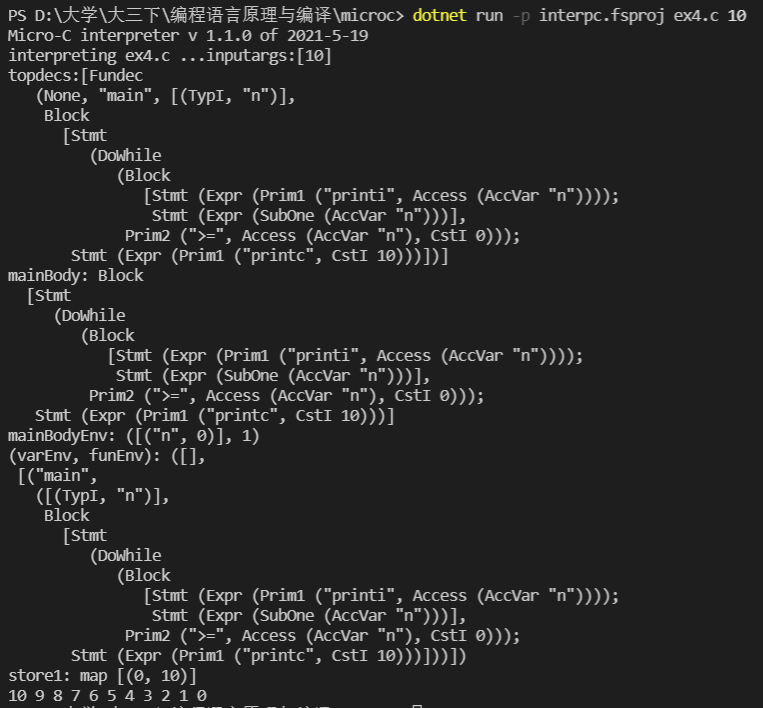 PS D:\大学\大三下\编程语言原理与编译\microc> dotnet run -p interpc.fsproj ex4.c 10
Micro-C interpreter v 1.1.0 of 2021-5-19
interpreting ex4.c ...inputargs:[10]
topdecs:[Fundec
   (None, "main", [(TypI, "n")],
    Block
      [Stmt
         (DoWhile
            (Block
               [Stmt (Expr (Prim1 ("printi", Access (AccVar "n"))));
                Stmt (Expr (SubOne (AccVar "n")))],
             Prim2 (">=", Access (AccVar "n"), CstI 0)));
       Stmt (Expr (Prim1 ("printc", CstI 10)))])]
mainBody: Block
  [Stmt
     (DoWhile
        (Block
           [Stmt (Expr (Prim1 ("printi", Access (AccVar "n"))));
            Stmt (Expr (SubOne (AccVar "n")))],
         Prim2 (">=", Access (AccVar "n"), CstI 0)));
   Stmt (Expr (Prim1 ("printc", CstI 10)))]
mainBodyEnv: ([("n", 0)], 1)
(varEnv, funEnv): ([],
 [("main",
   ([(TypI, "n")],
    Block
      [Stmt
         (DoWhile
            (Block
               [Stmt (Expr (Prim1 ("printi", Access (AccVar "n"))));
                Stmt (Expr (SubOne (AccVar "n")))],
             Prim2 (">=", Access (AccVar "n"), CstI 0)));
       Stmt (Expr (Prim1 ("printc", CstI 10)))]))])
store1: map [(0, 10)]
10 9 8 7 6 5 4 3 2 1 0